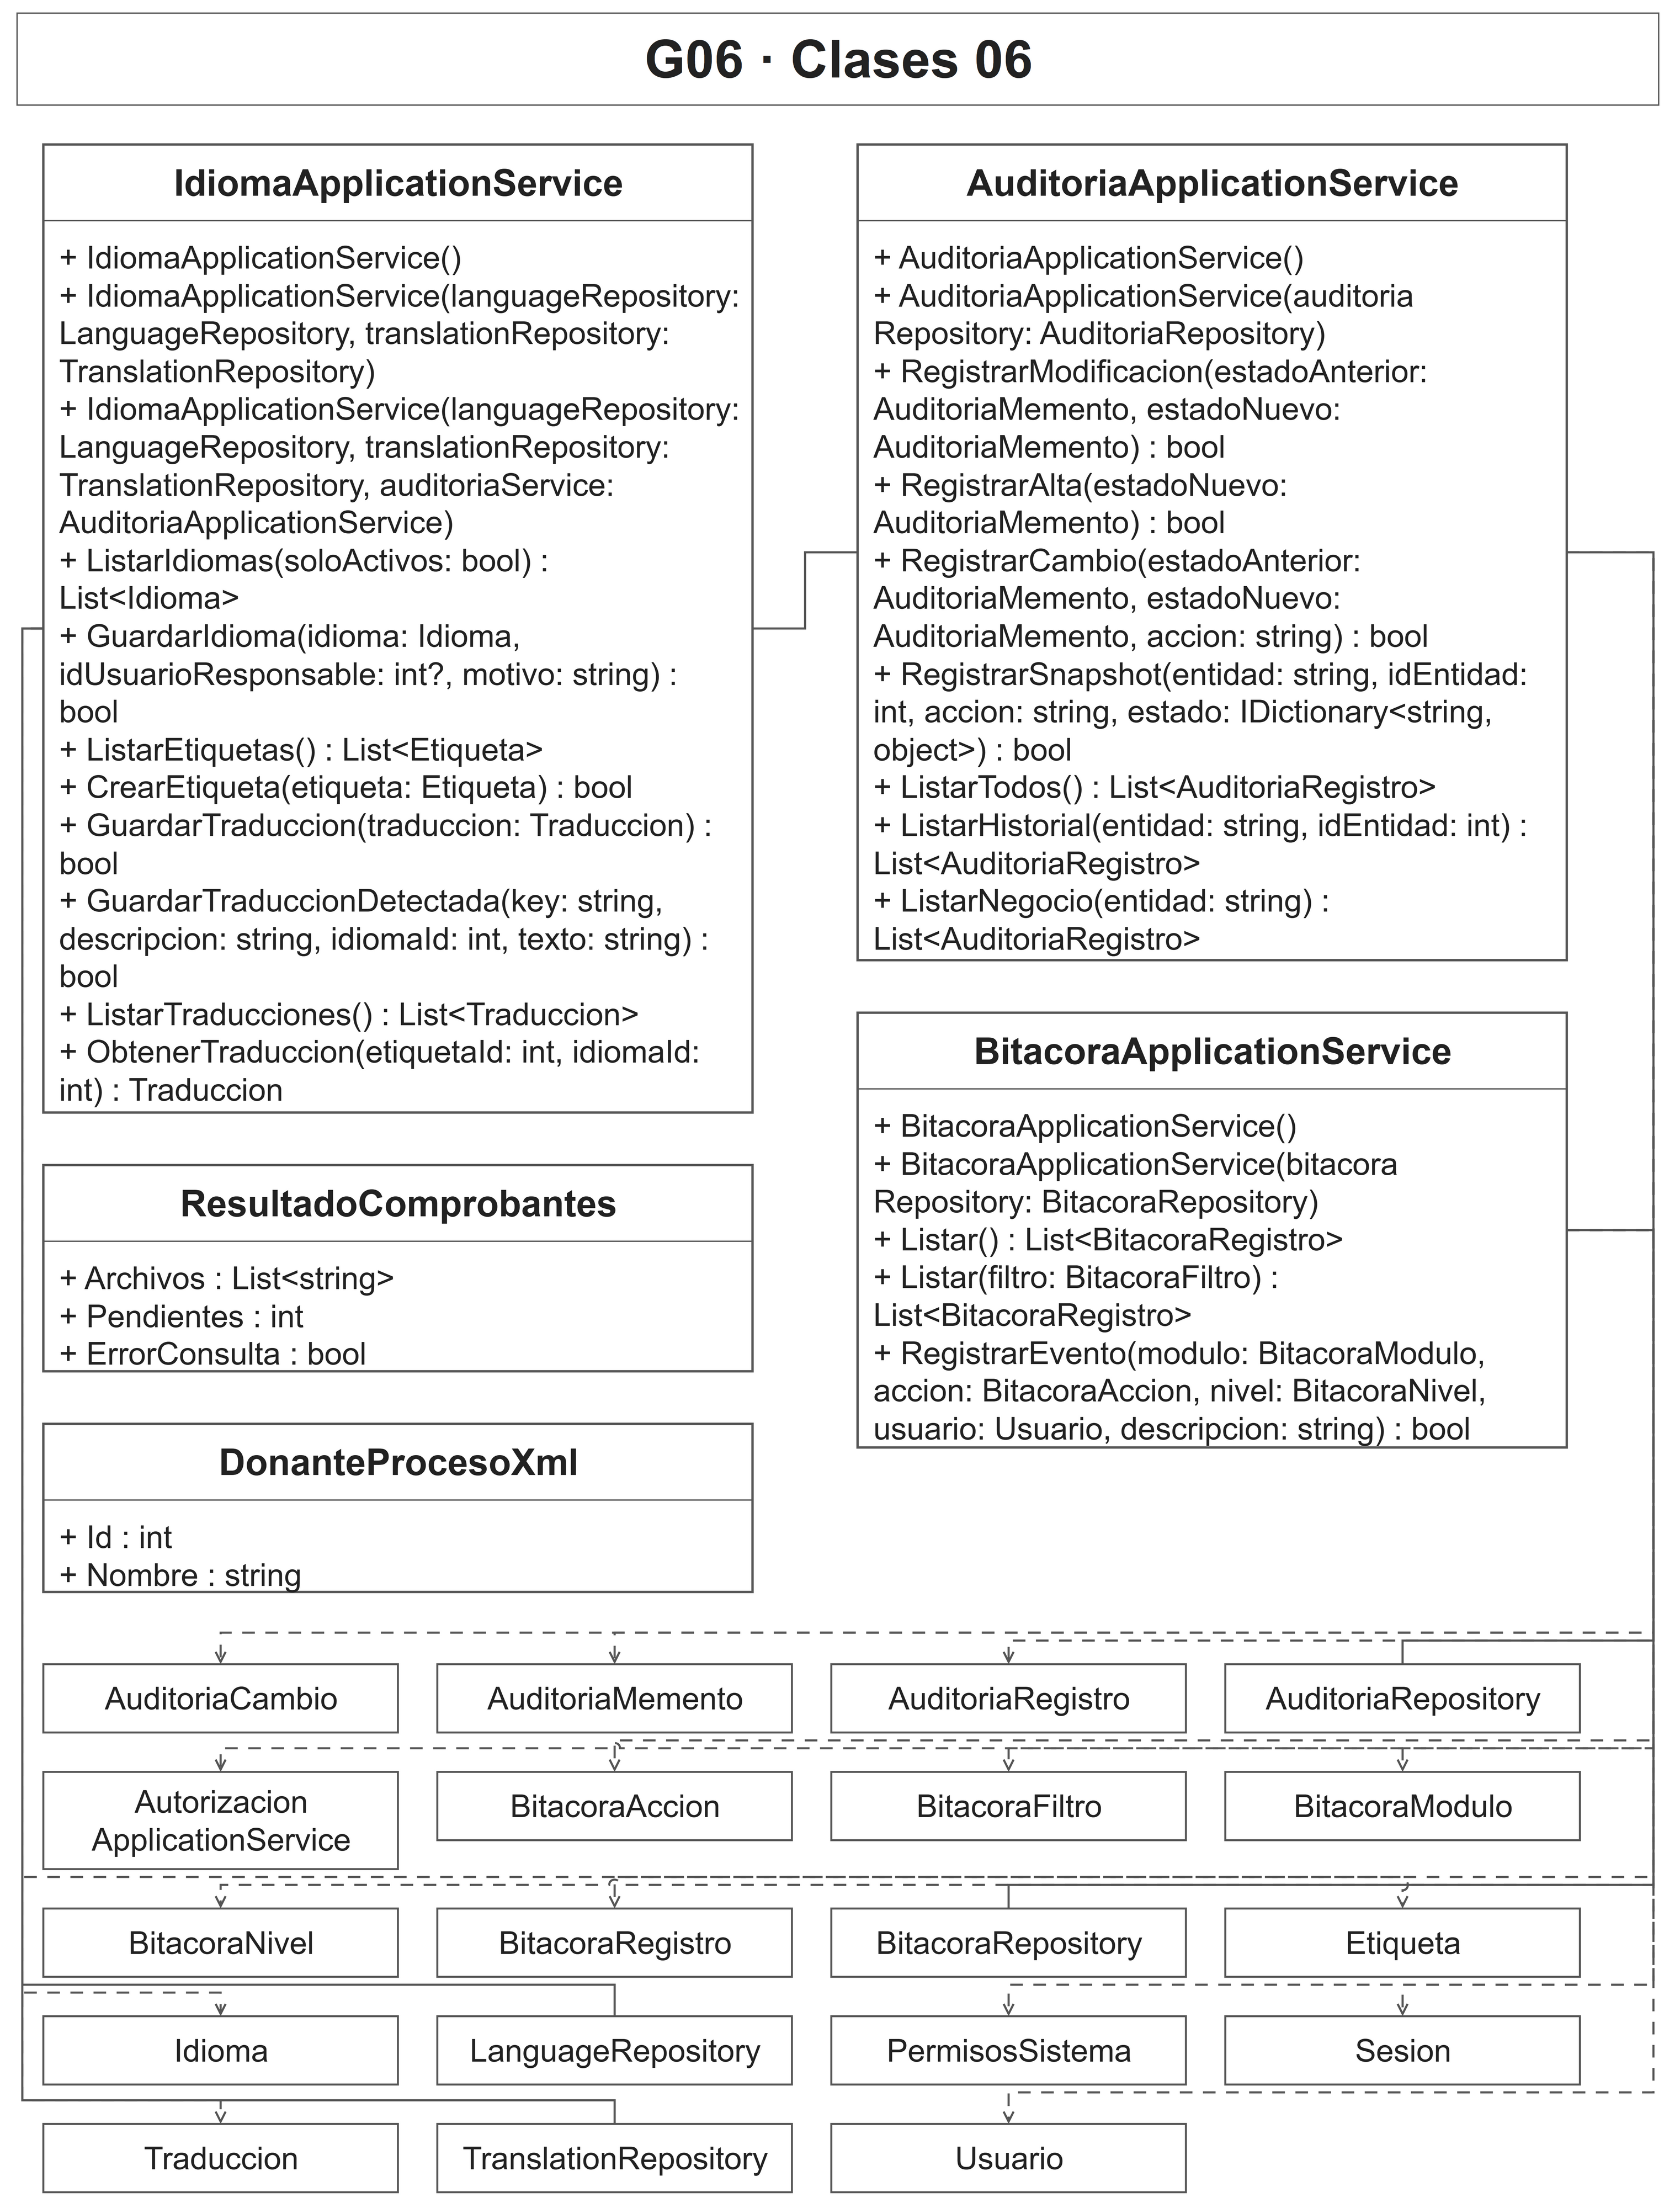 G06 · Clases 06
IdiomaApplicationService
+ IdiomaApplicationService()
+ IdiomaApplicationService(languageRepository:
LanguageRepository, translationRepository:
TranslationRepository)
+ IdiomaApplicationService(languageRepository:
LanguageRepository, translationRepository:
TranslationRepository, auditoriaService:
AuditoriaApplicationService)
+ ListarIdiomas(soloActivos: bool) :
List<Idioma>
+ GuardarIdioma(idioma: Idioma,
idUsuarioResponsable: int?, motivo: string) :
bool
+ ListarEtiquetas() : List<Etiqueta>
+ CrearEtiqueta(etiqueta: Etiqueta) : bool
+ GuardarTraduccion(traduccion: Traduccion) :
bool
+ GuardarTraduccionDetectada(key: string,
descripcion: string, idiomaId: int, texto: string) :
bool
+ ListarTraducciones() : List<Traduccion>
+ ObtenerTraduccion(etiquetaId: int, idiomaId:
int) : Traduccion
AuditoriaApplicationService
+ AuditoriaApplicationService()
+ AuditoriaApplicationService(auditoria
Repository: AuditoriaRepository)
+ RegistrarModificacion(estadoAnterior:
AuditoriaMemento, estadoNuevo:
AuditoriaMemento) : bool
+ RegistrarAlta(estadoNuevo:
AuditoriaMemento) : bool
+ RegistrarCambio(estadoAnterior:
AuditoriaMemento, estadoNuevo:
AuditoriaMemento, accion: string) : bool
+ RegistrarSnapshot(entidad: string, idEntidad:
int, accion: string, estado: IDictionary<string,
object>) : bool
+ ListarTodos() : List<AuditoriaRegistro>
+ ListarHistorial(entidad: string, idEntidad: int) :
List<AuditoriaRegistro>
+ ListarNegocio(entidad: string) :
List<AuditoriaRegistro>
BitacoraApplicationService
+ BitacoraApplicationService()
+ BitacoraApplicationService(bitacora
Repository: BitacoraRepository)
+ Listar() : List<BitacoraRegistro>
+ Listar(filtro: BitacoraFiltro) :
List<BitacoraRegistro>
+ RegistrarEvento(modulo: BitacoraModulo,
accion: BitacoraAccion, nivel: BitacoraNivel,
usuario: Usuario, descripcion: string) : bool
ResultadoComprobantes
+ Archivos : List<string>
+ Pendientes : int
+ ErrorConsulta : bool
DonanteProcesoXml
+ Id : int
+ Nombre : string
AuditoriaCambio
AuditoriaMemento
AuditoriaRegistro
AuditoriaRepository
Autorizacion
ApplicationService
BitacoraAccion
BitacoraFiltro
BitacoraModulo
BitacoraNivel
BitacoraRegistro
BitacoraRepository
Etiqueta
Idioma
LanguageRepository
PermisosSistema
Sesion
Traduccion
TranslationRepository
Usuario